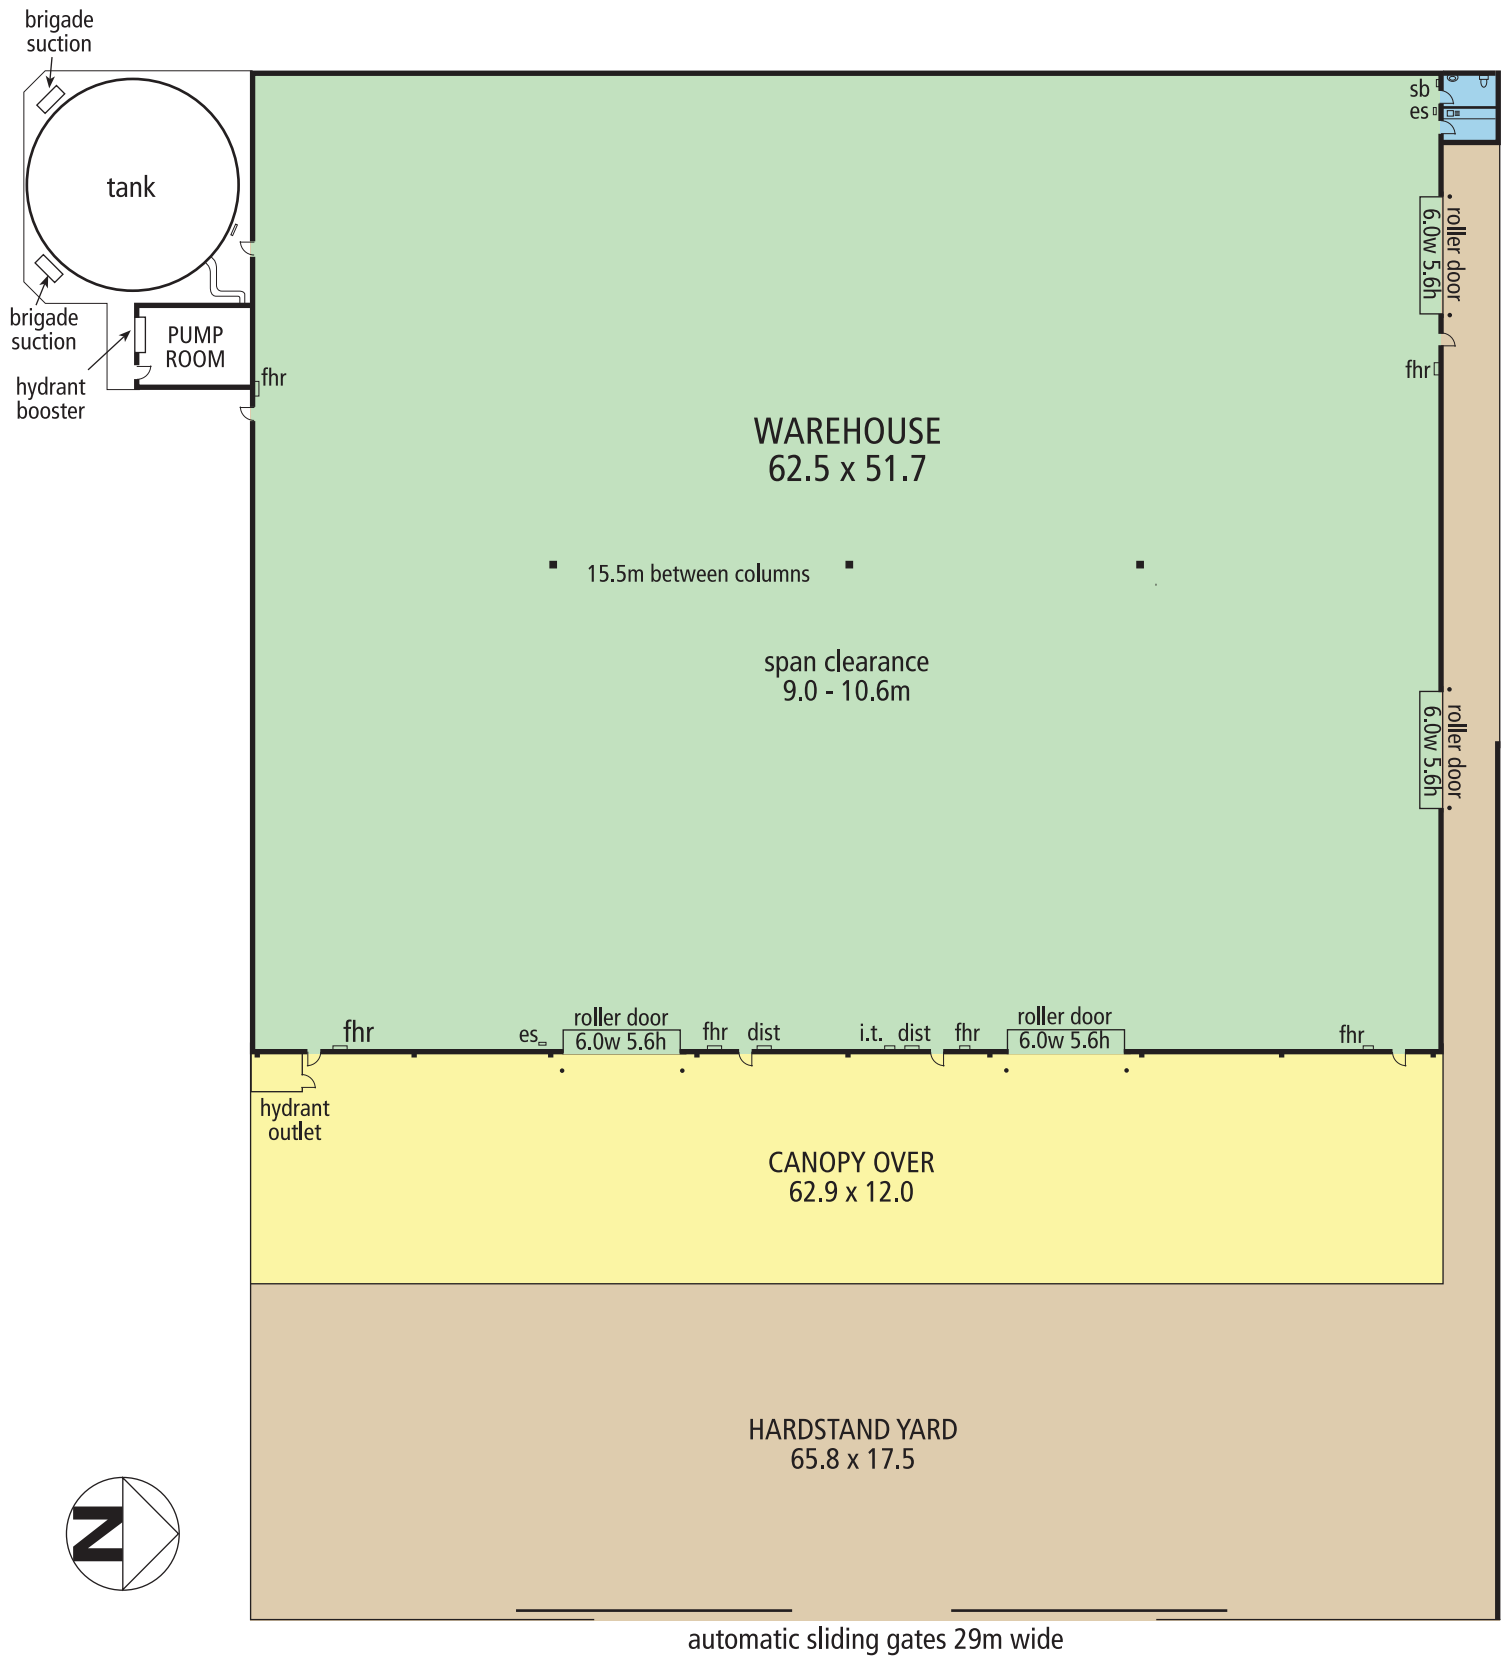 brigade
suction
tank
sb
es
roller door
6.0w 5.6h
brigade
suction
PUMP
ROOM
hydrant
booster
fhr
fhr
WAREHOUSE
62.5 x 51.7
15.5m between columns
span clearance
9.0 - 10.6m
roller door
6.0w 5.6h
fhr
es
roller door
6.0w 5.6h
fhr
dist
i.t.
dist
fhr
roller door
6.0w 5.6h
fhr
hydrant
outlet
CANOPY OVER
62.9 x 12.0
HARDSTAND YARD
65.8 x 17.5
N
automatic sliding gates 29m wide